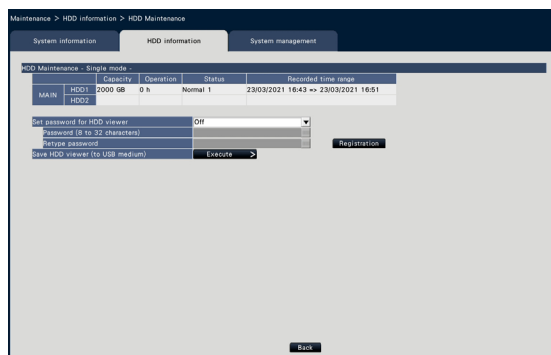 Maintenance > HDD information > HDD Maintenance
System information HDD information System management
HDD Maintenance - Single mode -
Capacity Operation Status Recorded time range
MAIN HDD1 2000 GB 0 h Normal 1 23/03/2021 16:43 => 23/03/2021 16:51
HDD2
Set password for HDD viewer Off
Password (8 to 32 characters)
Retype password Registration
Save HDD viewer (to USB medium) Execute >
Back